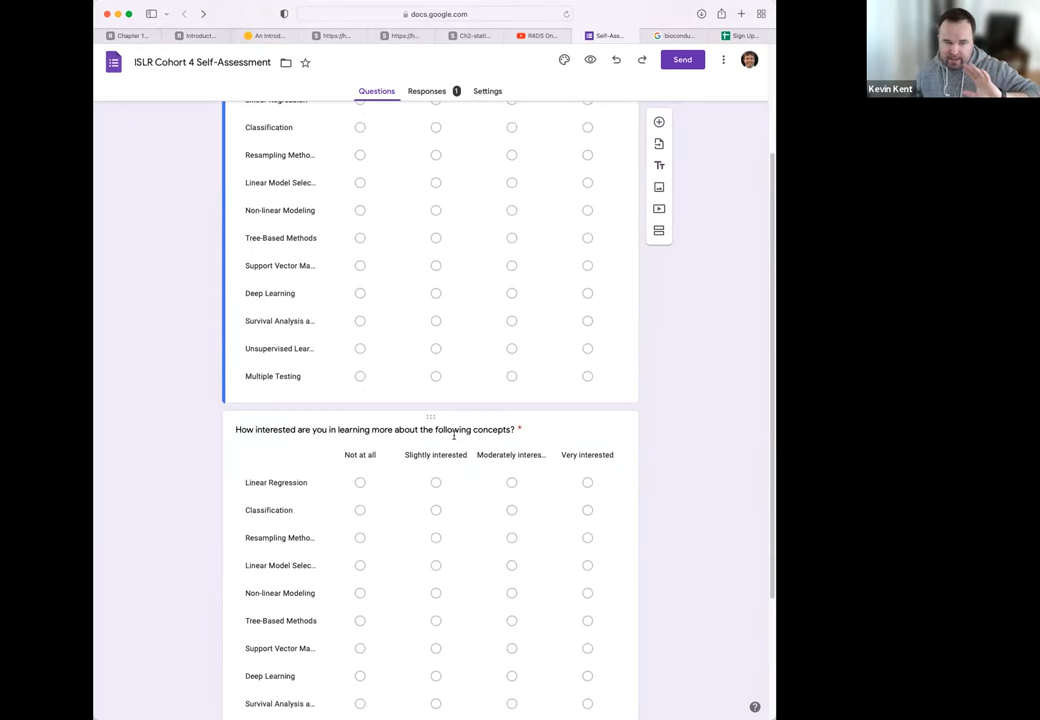 docs.google.com
Chapter 1...
Introduct...
An Introd...
https://h...
https://h...
Ch2-stati...
R4DS On...
Self-Ass...
biocondu...
Sign Up...
ISLR Cohort 4 Self-Assessment
Send
Questions
Responses 1
Settings
Linear Regression
Classification
Resampling Metho...
Linear Model Selec...
Non-linear Modeling
Tree-Based Methods
Support Vector Ma...
Deep Learning
Survival Analysis a...
Unsupervised Lear...
Multiple Testing
How interested are you in learning more about the following concepts? *
Not at all
Slightly interested
Moderately interes...
Very interested
Linear Regression
Classification
Resampling Metho...
Linear Model Selec...
Non-linear Modeling
Tree-Based Methods
Support Vector Ma...
Deep Learning
Survival Analysis a...
Kevin Kent